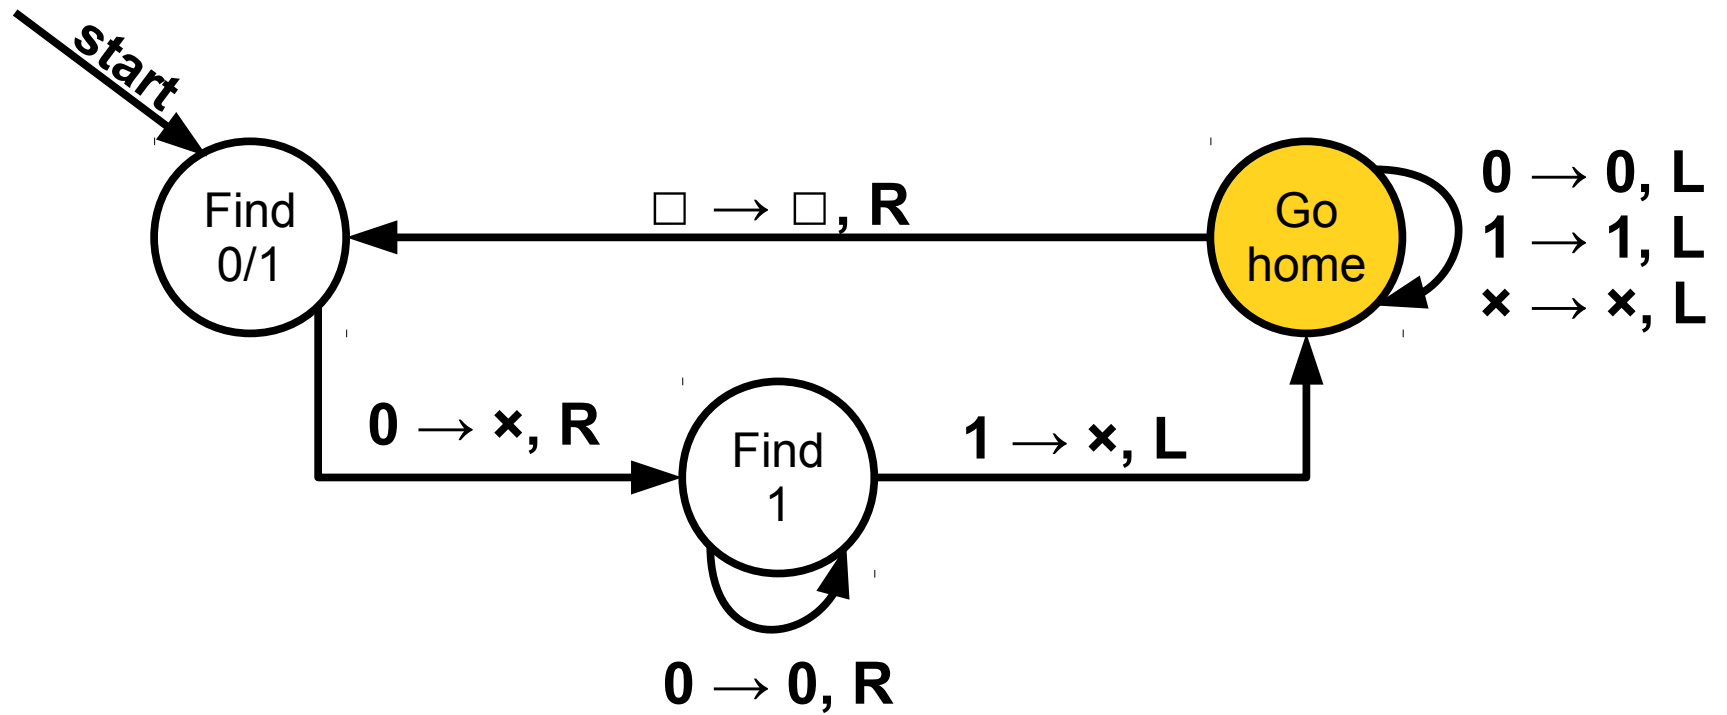 start
Find
0/1
□ → □, R
Go
home
0 → 0, L
1 → 1, L
× → ×, L
0 → ×, R
Find
1
1 → ×, L
0 → 0, R